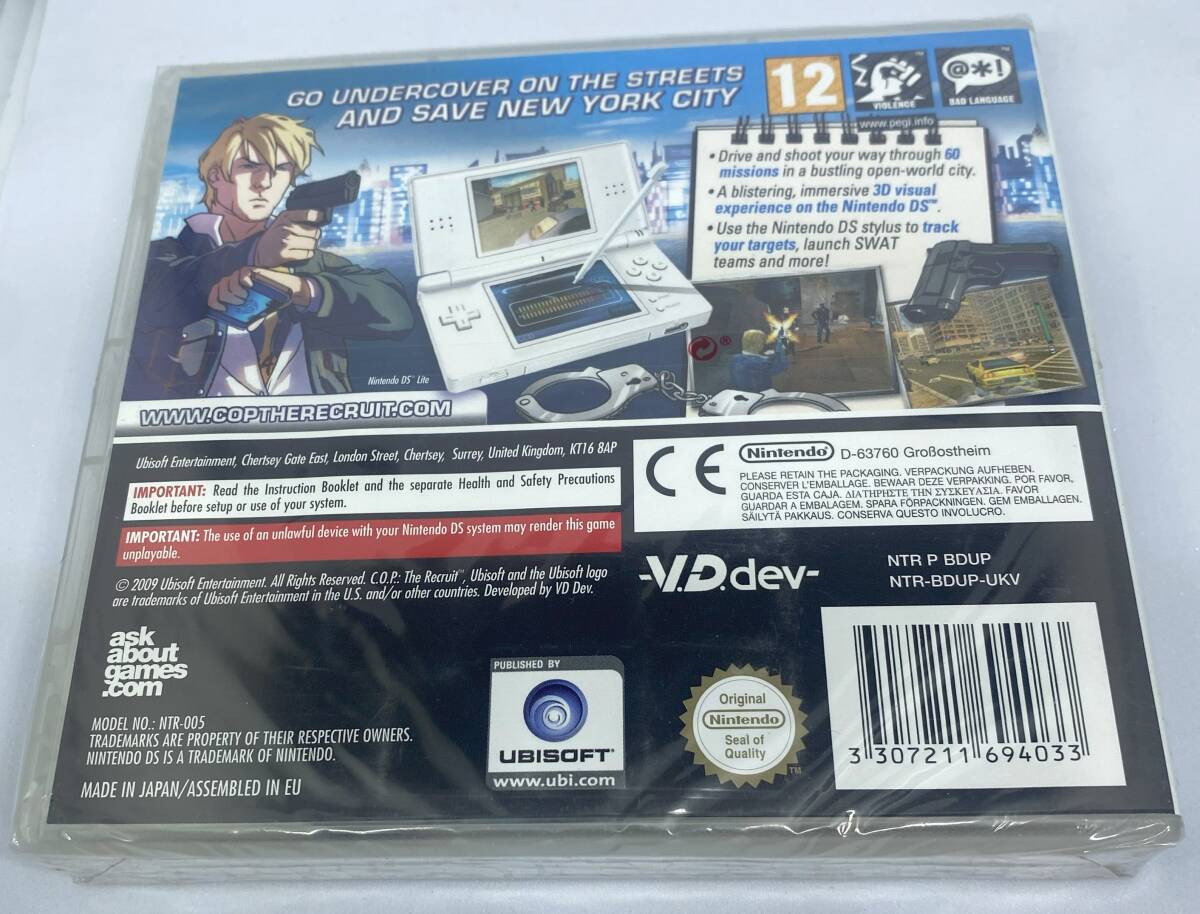 GO UNDERCOVER ON THE STREETS
AND SAVE NEW YORK CITY
12
VIOLENCE
@*!
BAD LANGUAGE
www.pegi.info
• Drive and shoot your way through 60
missions in a bustling open-world city.
• A blistering, immersive 3D visual
experience on the Nintendo DS™.
• Use the Nintendo DS stylus to track
your targets, launch SWAT
teams and more!
Nintendo DS™ Lite
WWW.COPTHERECRUIT.COM
Ubisoft Entertainment, Chertsey Gate East, London Street, Chertsey, Surrey, United Kingdom, KT16 8AP
IMPORTANT: Read the Instruction Booklet and the separate Health and Safety Precautions
Booklet before setup or use of your system.
IMPORTANT: The use of an unlawful device with your Nintendo DS system may render this game
unplayable.
© 2009 Ubisoft Entertainment. All Rights Reserved. C.O.P.: The Recruit™, Ubisoft and the Ubisoft logo
are trademarks of Ubisoft Entertainment in the U.S. and/or other countries. Developed by VD Dev.
CE
Nintendo
D-63760 Großostheim
PLEASE RETAIN THE PACKAGING. VERPACKUNG AUFHEBEN.
CONSERVER L'EMBALLAGE. BEWAAR DEZE VERPAKKING. POR FAVOR,
GUARDA ESTA CAJA. ΔΙΑΤΗΡΗΣΤΕ ΤΗΝ ΣΥΣΚΕΥΑΣΙΑ. FAVOR
GUARDAR A EMBALAGEM. SPARA FÖRPACKNINGEN. GEM EMBALLAGEN.
SÄILYTÄ PAKKAUS. CONSERVA QUESTO INVOLUCRO.
-V.D.dev-
NTR P BDUP
NTR-BDUP-UKV
ask
about
games
.com
MODEL NO.: NTR-005
TRADEMARKS ARE PROPERTY OF THEIR RESPECTIVE OWNERS.
NINTENDO DS IS A TRADEMARK OF NINTENDO.
MADE IN JAPAN/ASSEMBLED IN EU
PUBLISHED BY
UBISOFT
www.ubi.com
Original
Nintendo
Seal of
Quality
TM
3 307211 694033